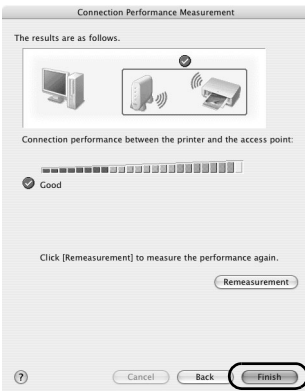 Connection Performance Measurement
The results are as follows.
Connection performance between the printer and the access point:
Good
Click [Remeasurement] to measure the performance again.
Remeasurement
?
Cancel
Back
Finish